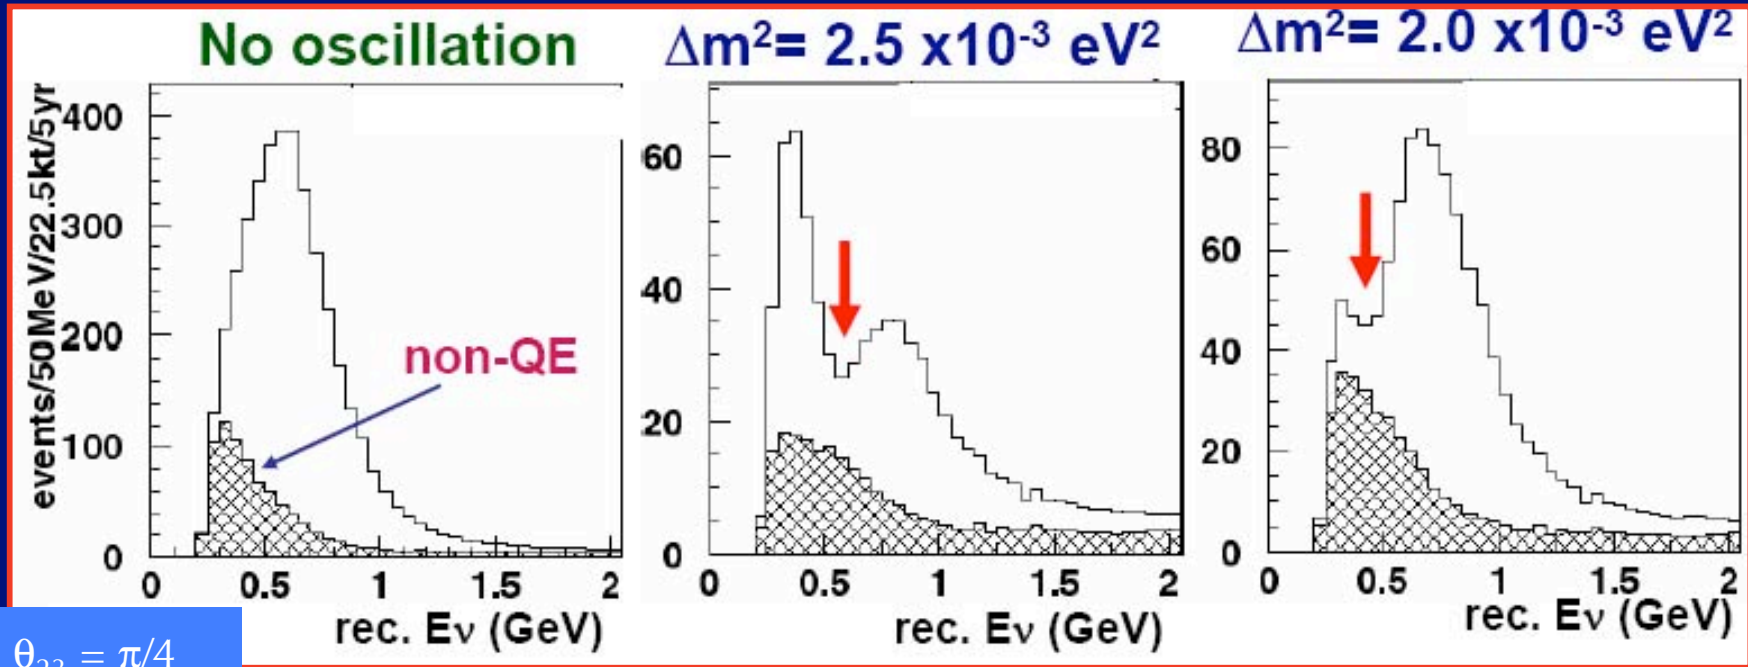 No oscillation
Δm²= 2.5 x10⁻³ eV²
Δm²= 2.0 x10⁻³ eV²
events/50MeV/22.5kt/5yr
400
300
200
100
0
non-QE
0 0.5 1 1.5 2
rec. Eν (GeV)
60
40
20
0
0 0.5 1 1.5 2
rec. Eν (GeV)
80
60
40
20
0
0 0.5 1 1.5 2
rec. Eν (GeV)
θ₂₃ = π/4